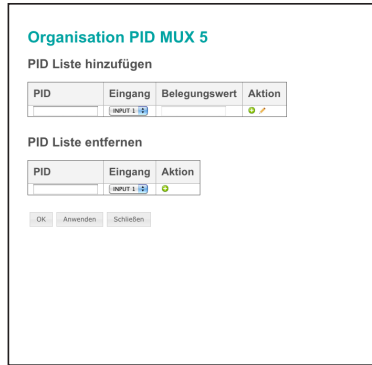 Organisation PID MUX 5
PID Liste hinzufügen
PID Eingang Belegungswert Aktion
INPUT 1
PID Liste entfernen
PID Eingang Aktion
INPUT 1
OK Anwenden Schließen